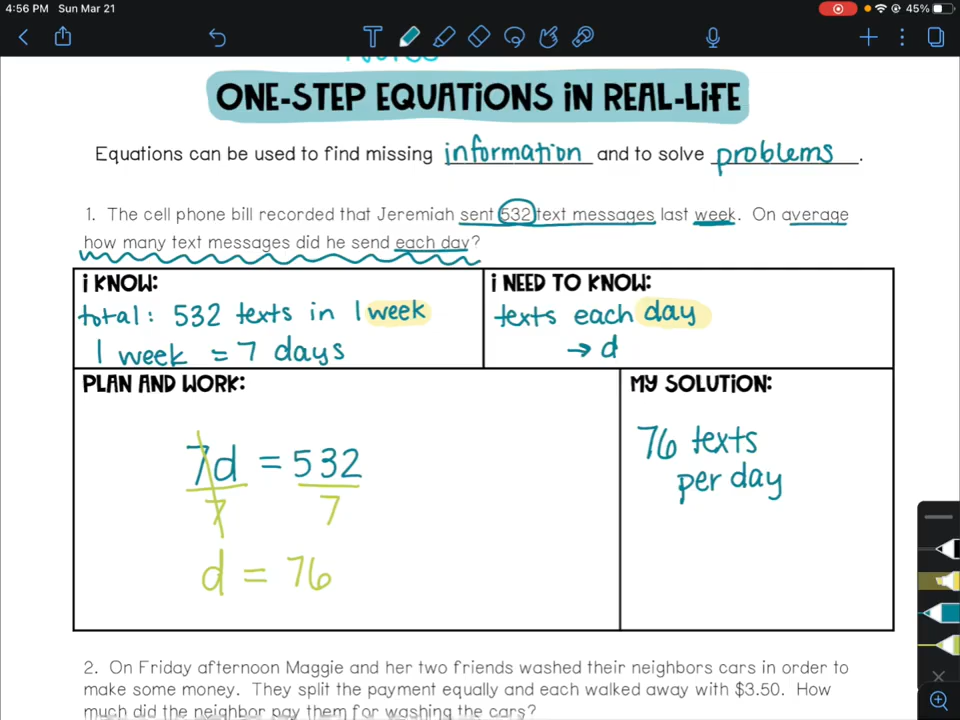 4:56 PM Sun Mar 21 45%
Notes
ONE-STEP EQUATIONS IN REAL-LIFE
Equations can be used to find missing information and to solve problems.
1. The cell phone bill recorded that Jeremiah sent 532 text messages last week. On average
how many text messages did he send each day?
I KNOW:
total: 532 texts in 1 week
1 week = 7 days
I NEED TO KNOW:
texts each day
→ d
PLAN AND WORK:
7d = 532
7 7
d = 76
MY SOLUTION:
76 texts
per day
2. On Friday afternoon Maggie and her two friends washed their neighbors cars in order to
make some money. They split the payment equally and each walked away with $3.50. How
much did the neighbor pay them for washing the cars?